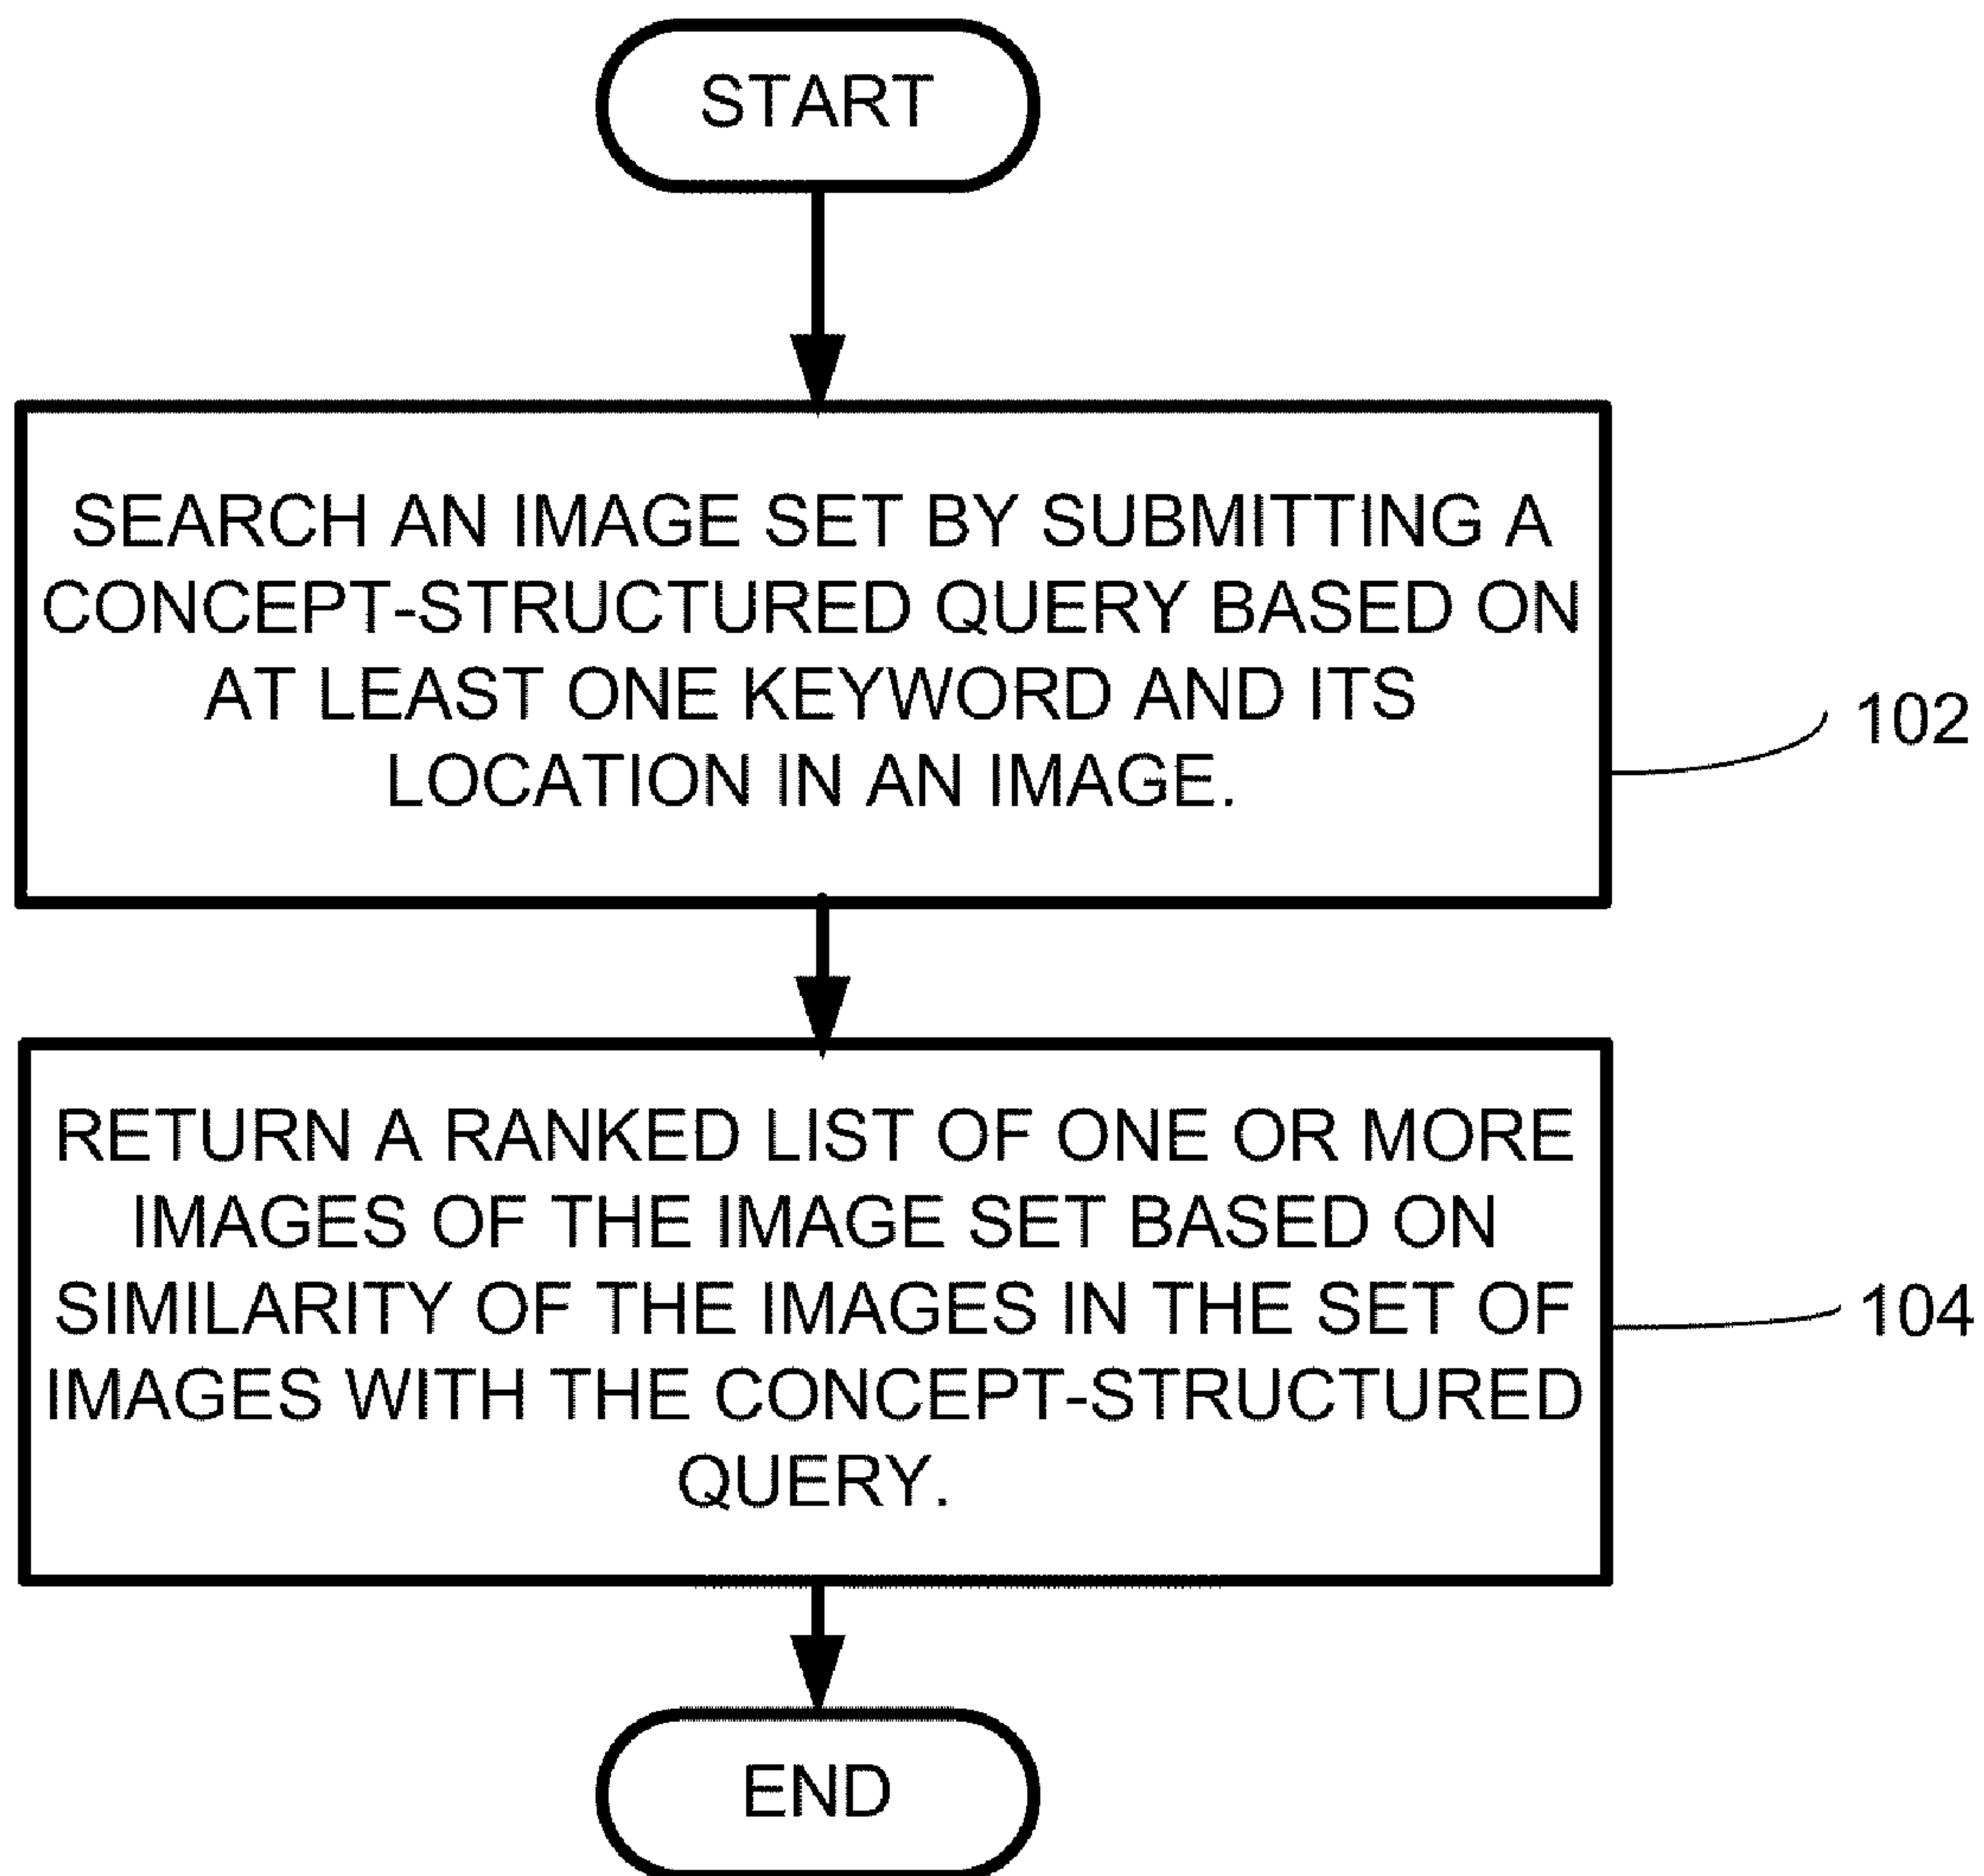 START
SEARCH AN IMAGE SET BY SUBMITTING A
CONCEPT-STRUCTURED QUERY BASED ON
AT LEAST ONE KEYWORD AND ITS
LOCATION IN AN IMAGE.
102
RETURN A RANKED LIST OF ONE OR MORE
IMAGES OF THE IMAGE SET BASED ON
SIMILARITY OF THE IMAGES IN THE SET OF
IMAGES WITH THE CONCEPT-STRUCTURED
QUERY.
104
END